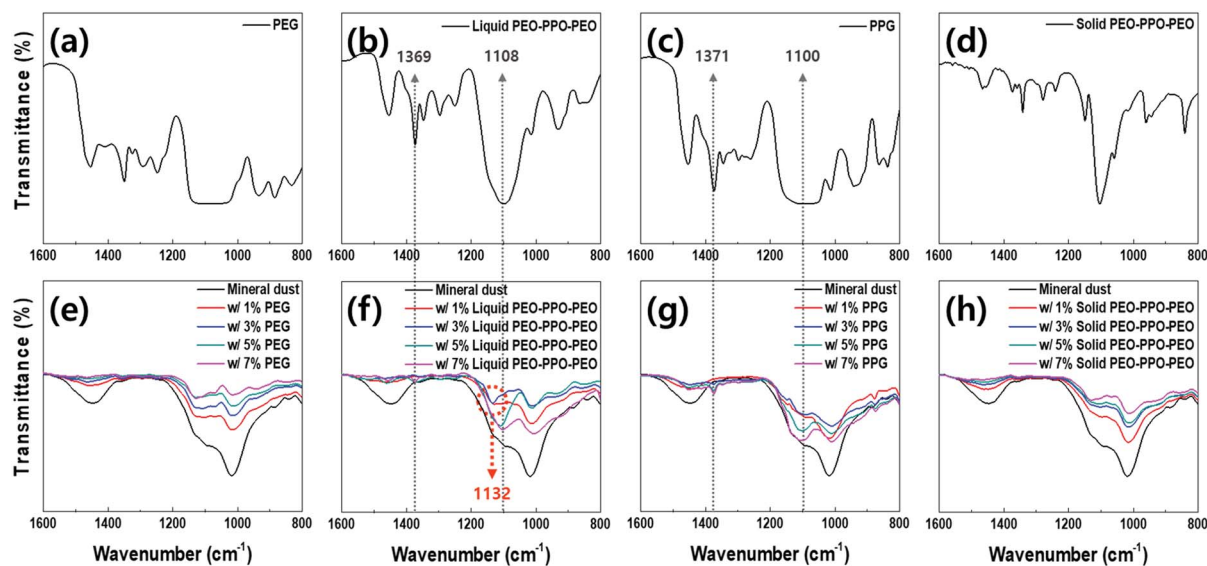 Transmittance (%)
(a)
PEG
1600 1400 1200 1000 800
(b)
Liquid PEO-PPO-PEO
1369
1108
1600 1400 1200 1000 800
(c)
PPG
1371
1100
1600 1400 1200 1000 800
(d)
Solid PEO-PPO-PEO
1600 1400 1200 1000 800
Transmittance (%)
(e)
Mineral dust
w/ 1% PEG
w/ 3% PEG
w/ 5% PEG
w/ 7% PEG
1600 1400 1200 1000 800
Wavenumber (cm-1)
(f)
Mineral dust
w/ 1% Liquid PEO-PPO-PEO
w/ 3% Liquid PEO-PPO-PEO
w/ 5% Liquid PEO-PPO-PEO
w/ 7% Liquid PEO-PPO-PEO
1132
1600 1400 1200 1000 800
Wavenumber (cm-1)
(g)
Mineral dust
w/ 1% PPG
w/ 3% PPG
w/ 5% PPG
w/ 7% PPG
1600 1400 1200 1000 800
Wavenumber (cm-1)
(h)
Mineral dust
w/ 1% Solid PEO-PPO-PEO
w/ 3% Solid PEO-PPO-PEO
w/ 5% Solid PEO-PPO-PEO
w/ 7% Solid PEO-PPO-PEO
1600 1400 1200 1000 800
Wavenumber (cm-1)